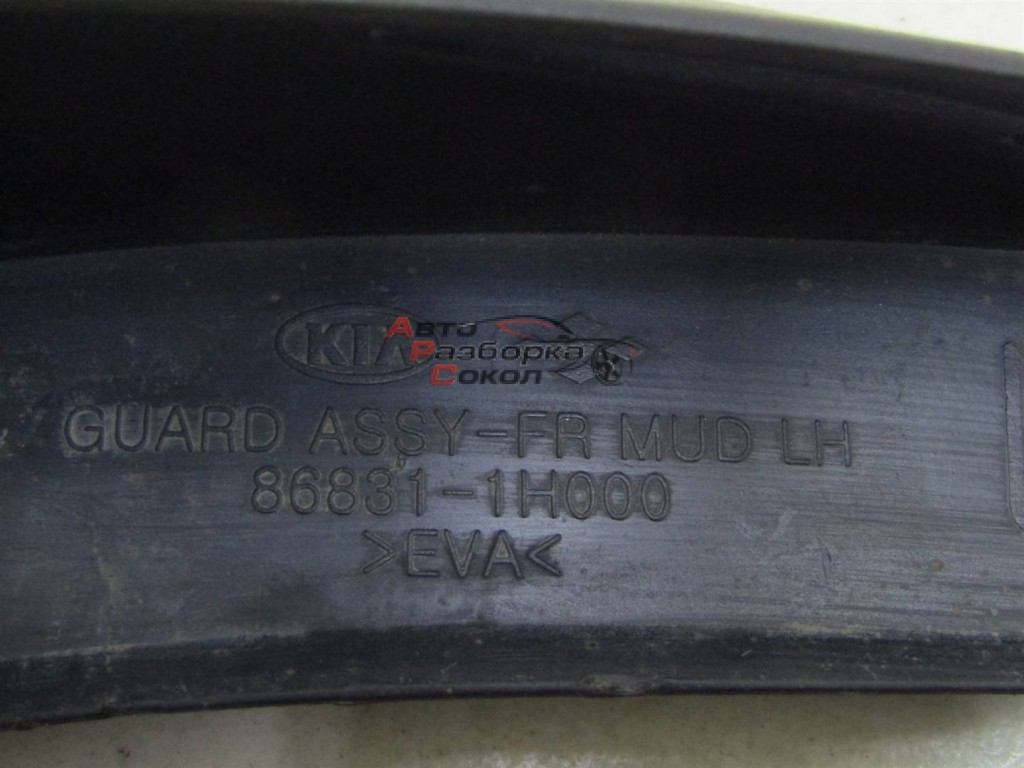 KIA
Авто
Разборка
Сокол
GUARD ASSY-FR MUD LH
86831-1H000
>EVA<